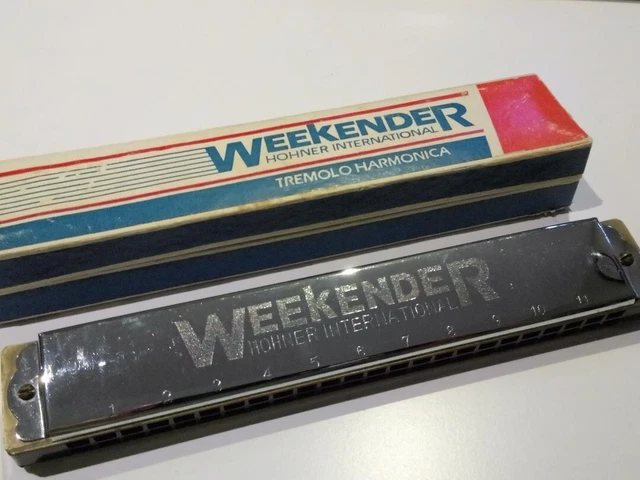 WEEKENDER
HOHNER INTERNATIONAL
TREMOLO HARMONICA
WEEKENDER
HOHNER INTERNATIONAL
1 2 3 4 5 6 7 8 9 10 11